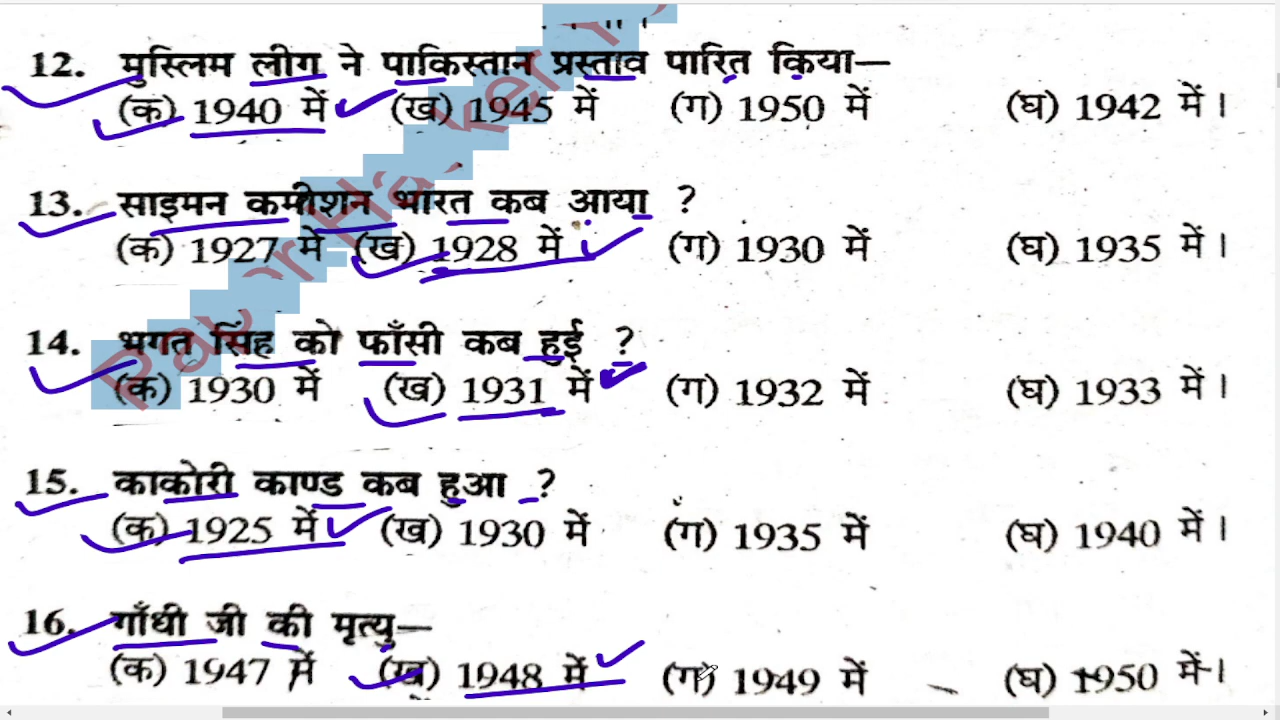 12. मुस्लिम लीग ने पाकिस्तान प्रस्ताव पारित किया—
(क) 1940 में (ख) 1945 में (ग) 1950 में (घ) 1942 में।
13. साइमन कमीशन भारत कब आया ?
(क) 1927 में (ख) 1928 में (ग) 1930 में (घ) 1935 में।
14. भगत सिंह को फाँसी कब हुई ?
(क) 1930 में (ख) 1931 में (ग) 1932 में (घ) 1933 में।
15. काकोरी काण्ड कब हुआ ?
(क) 1925 में (ख) 1930 में (ग) 1935 में (घ) 1940 में।
16. गाँधी जी की मृत्यु—
(क) 1947 में (ख) 1948 में (ग) 1949 में (घ) 1950 में।